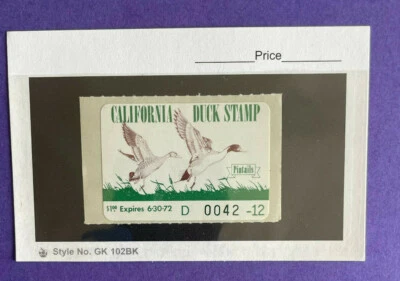 Price
CALIFORNIA DUCK STAMP
Pintails
$1.00 Expires 6-30-72 D 0042 -12
Style No. GK 102BK